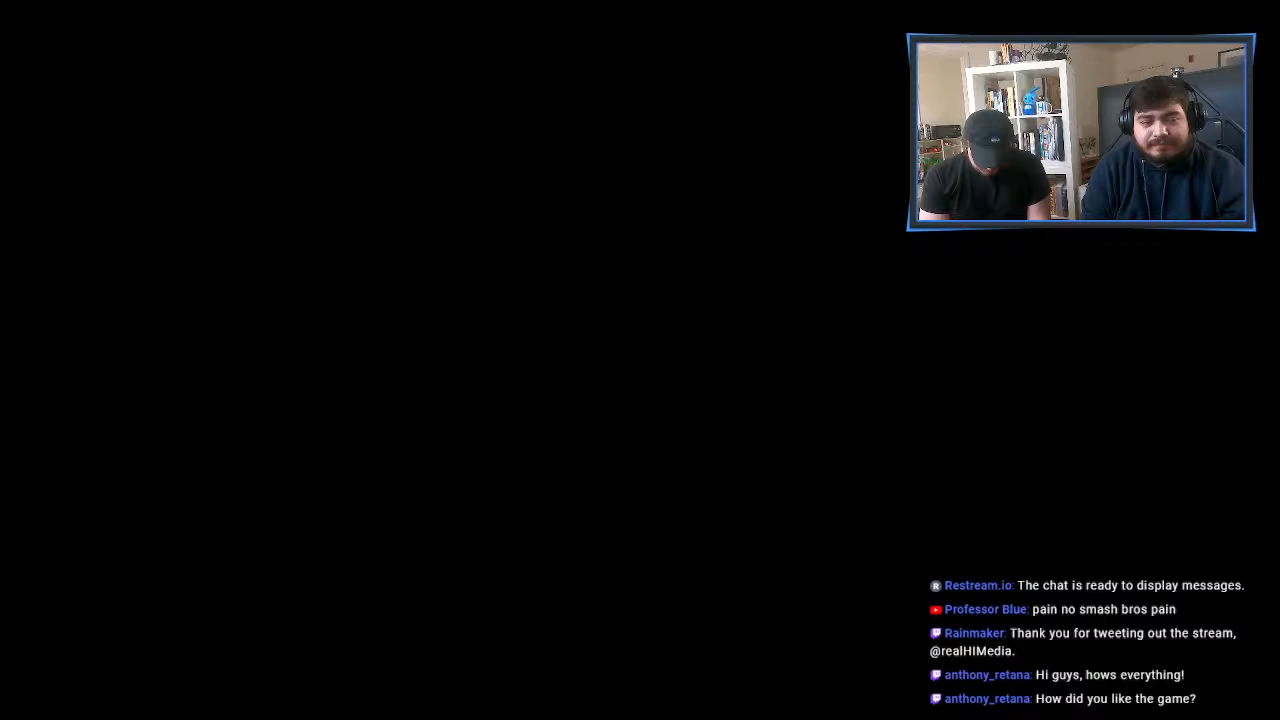 HI
Restream.io: The chat is ready to display messages.
Professor Blue: pain no smash bros pain
Rainmaker: Thank you for tweeting out the stream,
@realHIMedia.
anthony_retana: Hi guys, hows everything!
anthony_retana: How did you like the game?